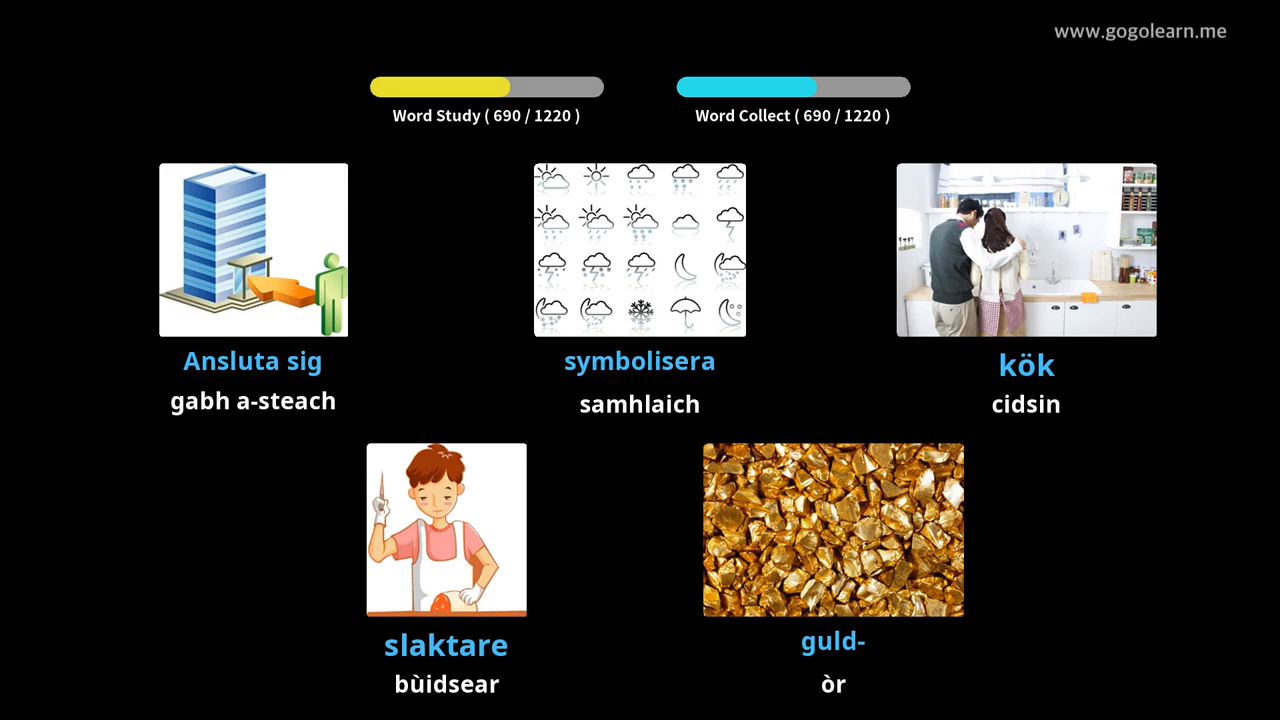 www.gogolearn.me
Word Study ( 690 / 1220 )
Word Collect ( 690 / 1220 )
Ansluta sig
gabh a-steach
symbolisera
samhlaich
kök
cidsin
slaktare
bùidsear
guld-
òr